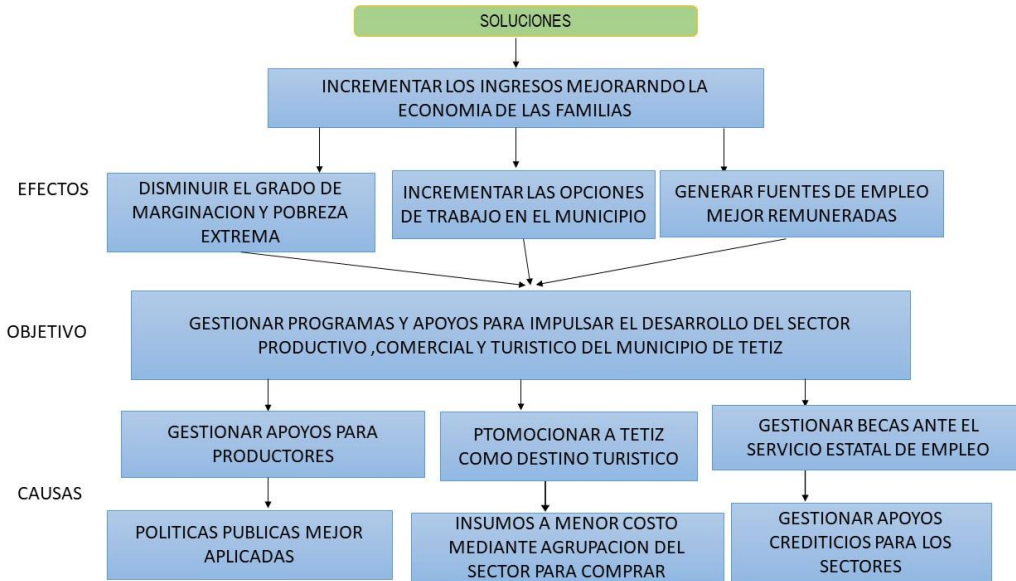 SOLUCIONES
INCREMENTAR LOS INGRESOS MEJORARNDO LA
ECONOMIA DE LAS FAMILIAS
EFECTOS
DISMINUIR EL GRADO DE
MARGINACION Y POBREZA
EXTREMA
INCREMENTAR LAS OPCIONES
DE TRABAJO EN EL MUNICIPIO
GENERAR FUENTES DE EMPLEO
MEJOR REMUNERADAS
OBJETIVO
GESTIONAR PROGRAMAS Y APOYOS PARA IMPULSAR EL DESARROLLO DEL SECTOR
PRODUCTIVO ,COMERCIAL Y TURISTICO DEL MUNICIPIO DE TETIZ
GESTIONAR APOYOS PARA
PRODUCTORES
PTOMOCIONAR A TETIZ
COMO DESTINO TURISTICO
GESTIONAR BECAS ANTE EL
SERVICIO ESTATAL DE EMPLEO
CAUSAS
POLITICAS PUBLICAS MEJOR
APLICADAS
INSUMOS A MENOR COSTO
MEDIANTE AGRUPACION DEL
SECTOR PARA COMPRAR
GESTIONAR APOYOS
CREDITICIOS PARA LOS
SECTORES